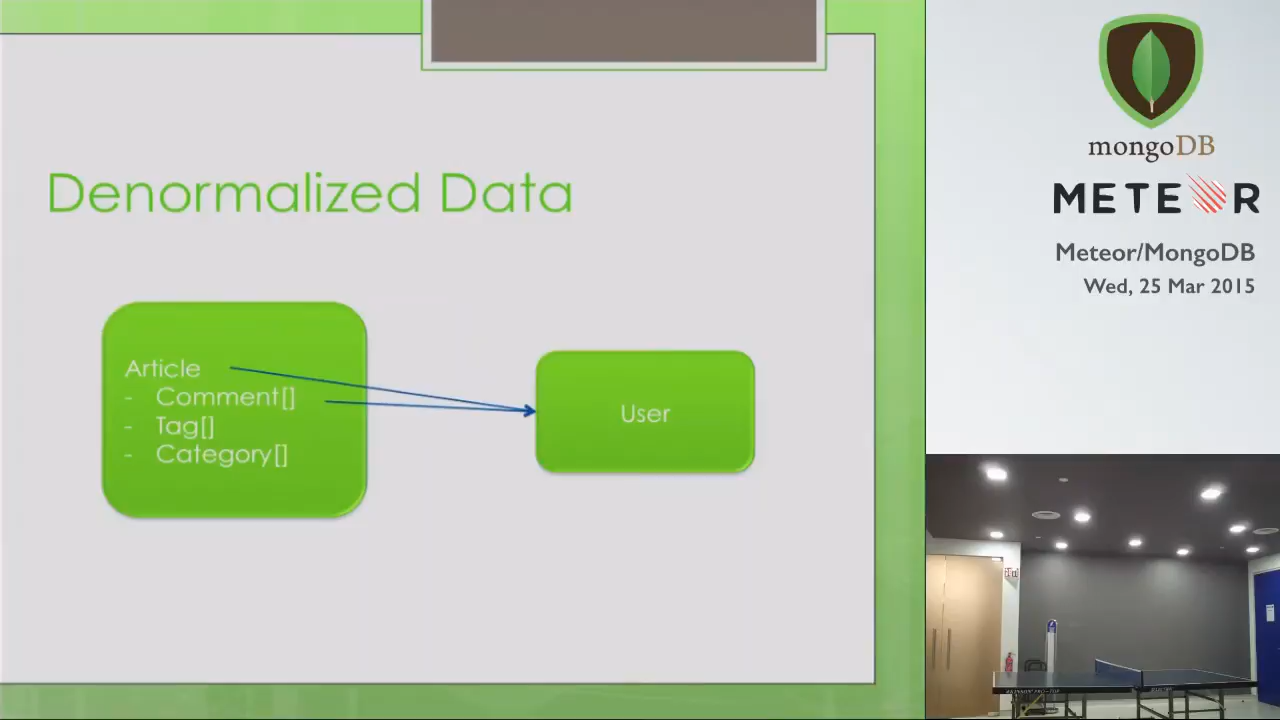 Denormalized Data
Article
- Comment[]
- Tag[]
- Category[]
User
mongoDB
METEOR
Meteor/MongoDB
Wed, 25 Mar 2015